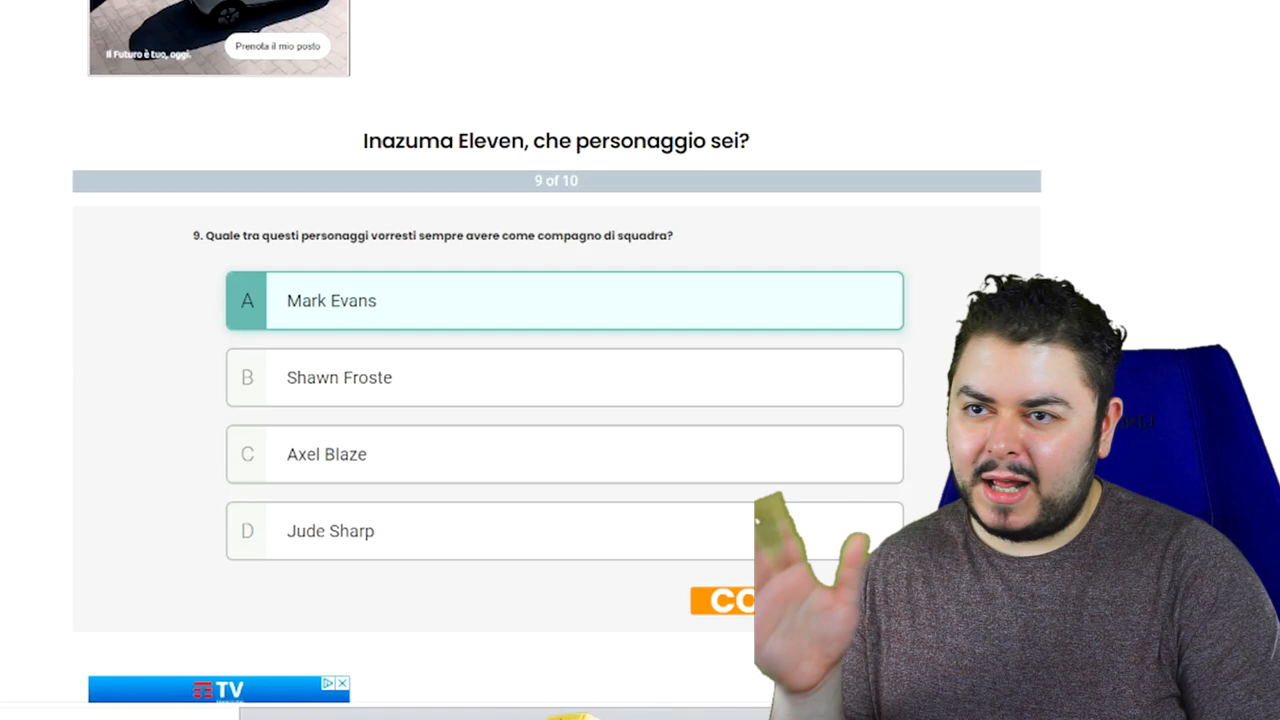 Il Futuro è tuo, oggi.
Prenota il mio posto
Inazuma Eleven, che personaggio sei?
9 of 10
9. Quale tra questi personaggi vorresti sempre avere come compagno di squadra?
A Mark Evans
B Shawn Froste
C Axel Blaze
D Jude Sharp
CO
TV